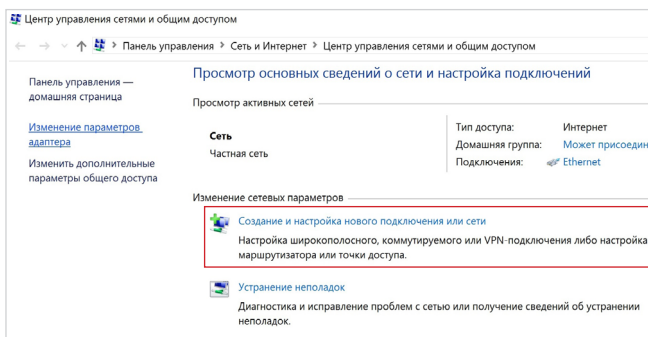 Центр управления сетями и общим доступом
Панель управления > Сеть и Интернет > Центр управления сетями и общим доступом
Панель управления —
домашняя страница
Изменение параметров
адаптера
Изменить дополнительные
параметры общего доступа
Просмотр основных сведений о сети и настройка подключений
Просмотр активных сетей
Сеть
Частная сеть
Тип доступа: Интернет
Домашняя группа: Может присоедин
Подключения: Ethernet
Изменение сетевых параметров
Создание и настройка нового подключения или сети
Настройка широкополосного, коммутируемого или VPN-подключения либо настройка
маршрутизатора или точки доступа.
Устранение неполадок
Диагностика и исправление проблем с сетью или получение сведений об устранении
неполадок.